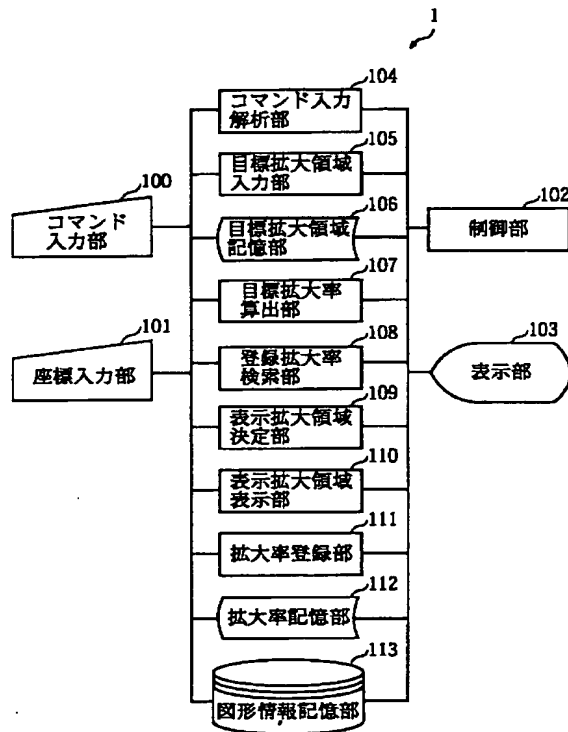 1
104
コマンド入力
解析部
105
目標拡大領域
入力部
100
コマンド
入力部
106
目標拡大領域
記憶部
102
制御部
107
目標拡大率
算出部
101
座標入力部
108
登録拡大率
検索部
103
表示部
109
表示拡大領域
決定部
110
表示拡大領域
表示部
111
拡大率登録部
112
拡大率記憶部
113
図形情報記憶部